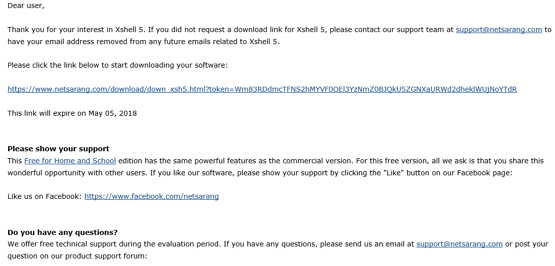 Dear user,
Thank you for your interest in Xshell 5. If you did not request a download link for Xshell 5, please contact our support team at support@netsarang.com to
have your email address removed from any future emails related to Xshell 5.
Please click the link below to start downloading your software:
https://www.netsarang.com/download/down_xsh5.html?token=
This link will expire on May 05, 2018
Please show your support
This Free for Home and School edition has the same powerful features as the commercial version. For this free version, all we ask is that you share this
wonderful opportunity with other users. If you like our software, please show your support by clicking the "Like" button on our Facebook page:
Like us on Facebook: https://www.facebook.com/netsarang
Do you have any questions?
We offer free technical support during the evaluation period. If you have any questions, please send us an email at support@netsarang.com or post your
question on our product support forum: